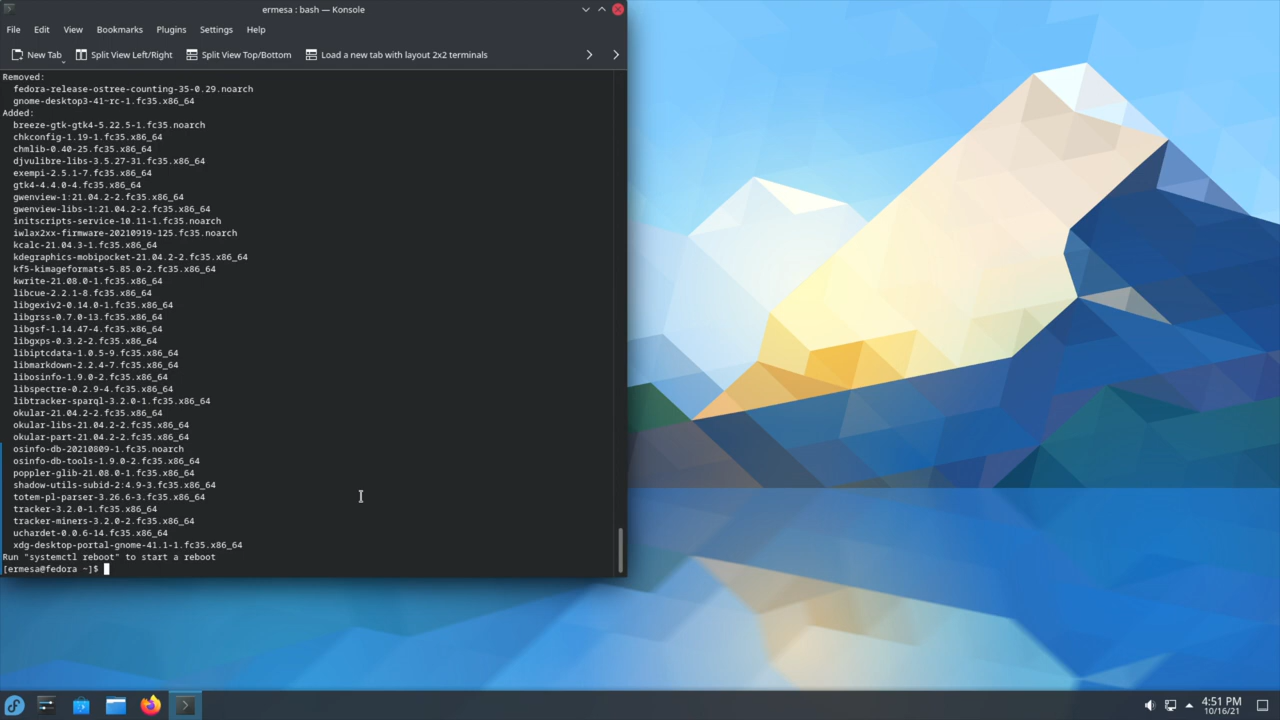 ermesa : bash — Konsole
File Edit View Bookmarks Plugins Settings Help
New Tab Split View Left/Right Split View Top/Bottom Load a new tab with layout 2x2 terminals
Removed:
fedora-release-ostree-counting-35-0.29.noarch
gnome-desktop3-41~rc-1.fc35.x86_64
Added:
breeze-gtk-gtk4-5.22.5-1.fc35.noarch
chkconfig-1.19-1.fc35.x86_64
chmlib-0.40-25.fc35.x86_64
djvulibre-libs-3.5.27-31.fc35.x86_64
exempi-2.5.1-7.fc35.x86_64
gtk4-4.4.0-4.fc35.x86_64
gwenview-1:21.04.2-2.fc35.x86_64
gwenview-libs-1:21.04.2-2.fc35.x86_64
initscripts-service-10.11-1.fc35.noarch
iwlax2xx-firmware-20210919-125.fc35.noarch
kcalc-21.04.3-1.fc35.x86_64
kdegraphics-mobipocket-21.04.2-2.fc35.x86_64
kf5-kimageformats-5.85.0-2.fc35.x86_64
kwrite-21.08.0-1.fc35.x86_64
libcue-2.2.1-8.fc35.x86_64
libgexiv2-0.14.0-1.fc35.x86_64
libgrss-0.7.0-13.fc35.x86_64
libgsf-1.14.47-4.fc35.x86_64
libgxps-0.3.2-2.fc35.x86_64
libiptcdata-1.0.5-9.fc35.x86_64
libmarkdown-2.2.4-7.fc35.x86_64
libosinfo-1.9.0-2.fc35.x86_64
libspectre-0.2.9-4.fc35.x86_64
libtracker-sparql-3.2.0-1.fc35.x86_64
okular-21.04.2-2.fc35.x86_64
okular-libs-21.04.2-2.fc35.x86_64
okular-part-21.04.2-2.fc35.x86_64
osinfo-db-20210809-1.fc35.noarch
osinfo-db-tools-1.9.0-2.fc35.x86_64
poppler-glib-21.08.0-1.fc35.x86_64
shadow-utils-subid-2:4.9-3.fc35.x86_64
totem-pl-parser-3.26.6-3.fc35.x86_64
tracker-3.2.0-1.fc35.x86_64
tracker-miners-3.2.0-2.fc35.x86_64
uchardet-0.0.6-14.fc35.x86_64
xdg-desktop-portal-gnome-41.1-1.fc35.x86_64
Run "systemctl reboot" to start a reboot
[ermesa@fedora ~]$
4:51 PM
10/16/21